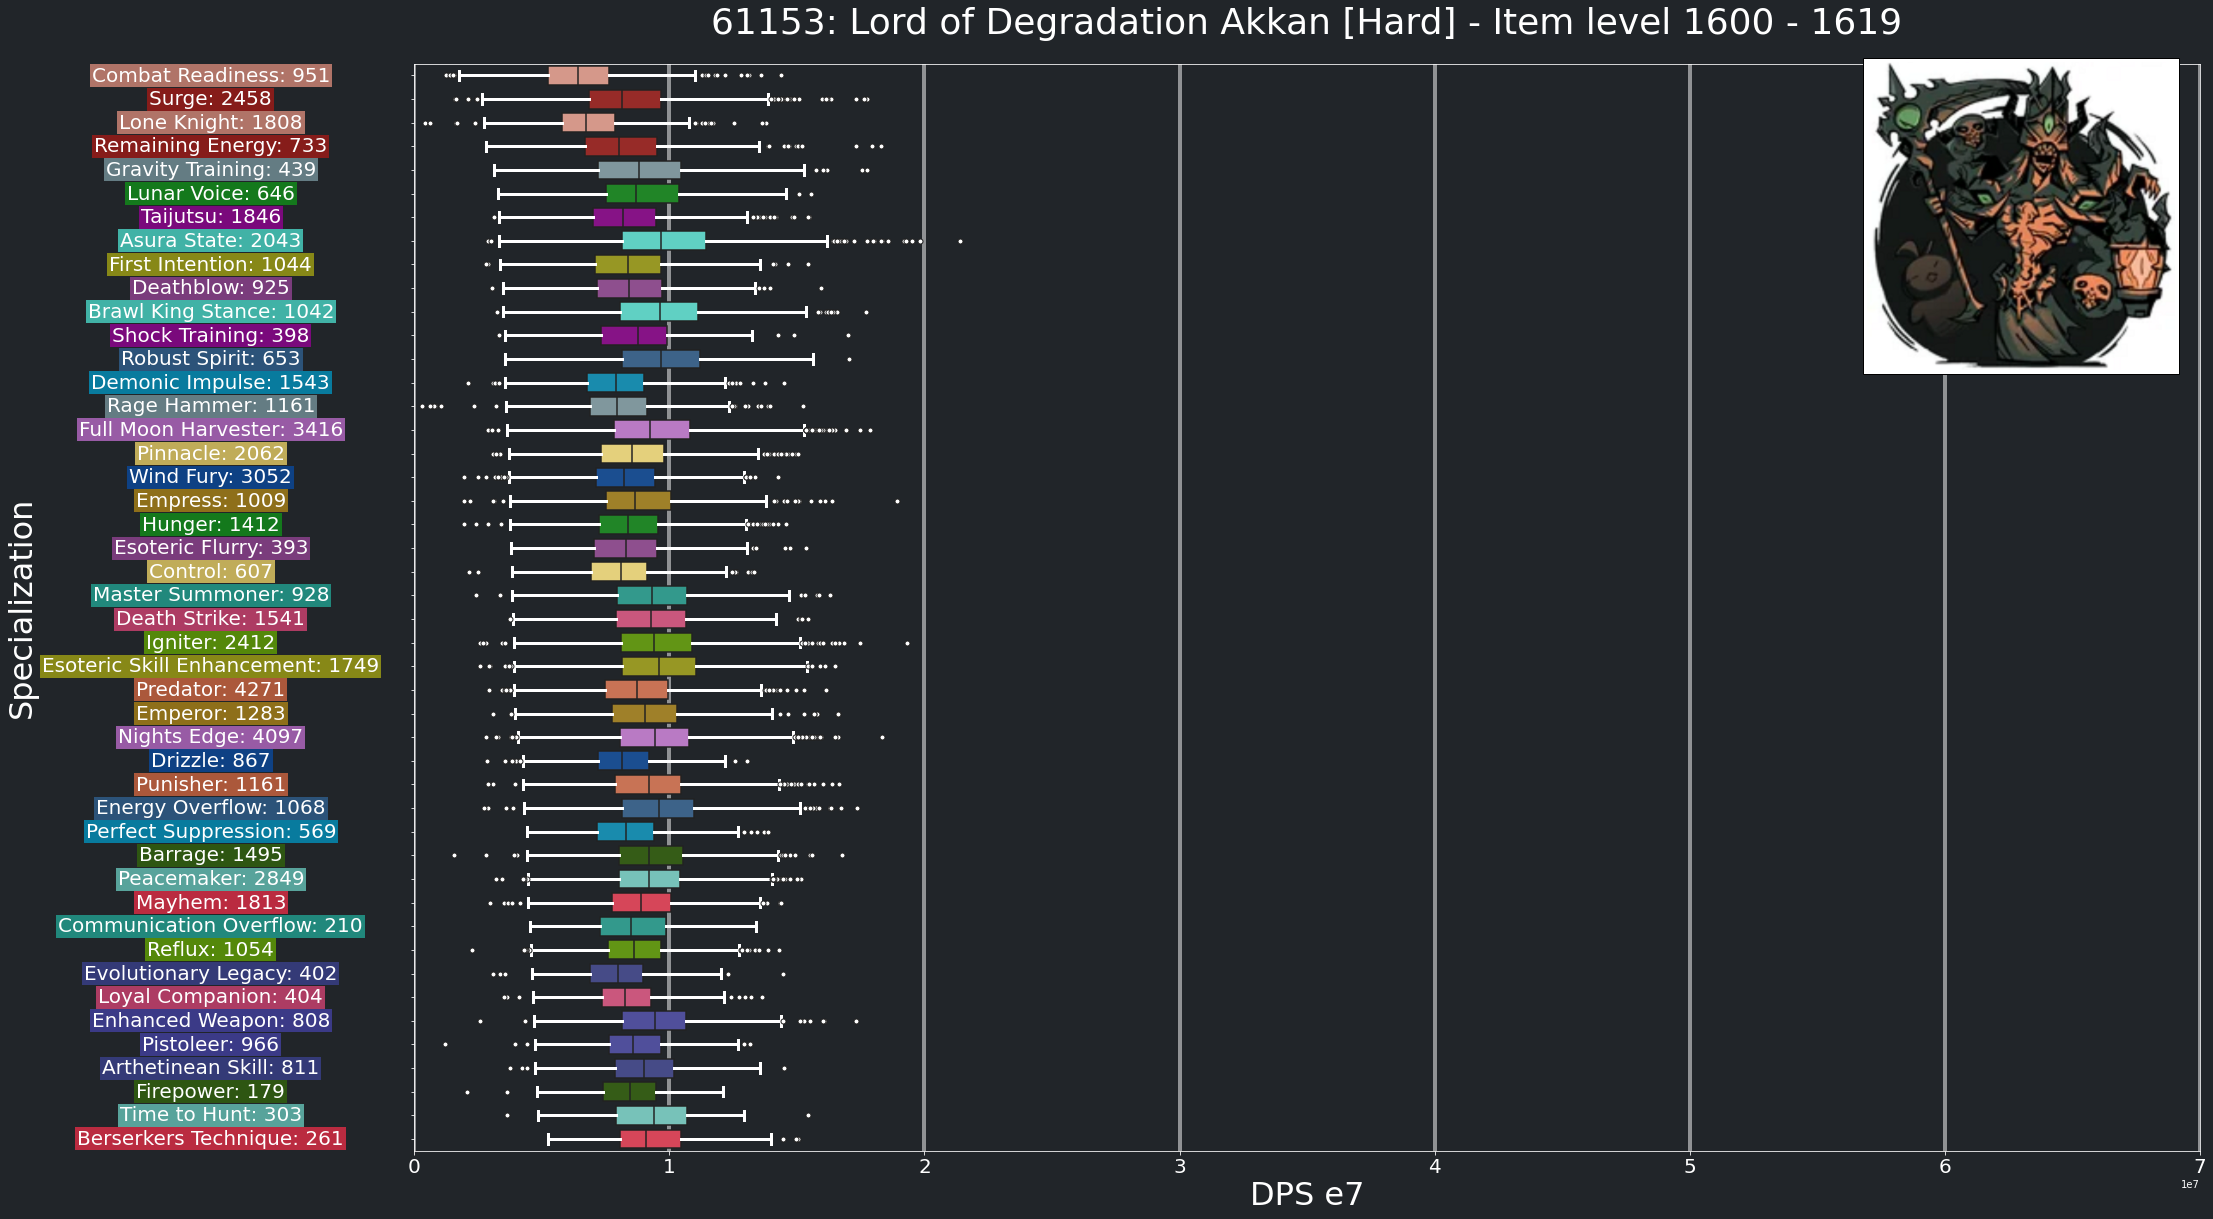 61153: Lord of Degradation Akkan [Hard] - Item level 1600 - 1619
Specialization
Combat Readiness: 951
Surge: 2458
Lone Knight: 1808
Remaining Energy: 733
Gravity Training: 439
Lunar Voice: 646
Taijutsu: 1846
Asura State: 2043
First Intention: 1044
Deathblow: 925
Brawl King Stance: 1042
Shock Training: 398
Robust Spirit: 653
Demonic Impulse: 1543
Rage Hammer: 1161
Full Moon Harvester: 3416
Pinnacle: 2062
Wind Fury: 3052
Empress: 1009
Hunger: 1412
Esoteric Flurry: 393
Control: 607
Master Summoner: 928
Death Strike: 1541
Igniter: 2412
Esoteric Skill Enhancement: 1749
Predator: 4271
Emperor: 1283
Nights Edge: 4097
Drizzle: 867
Punisher: 1161
Energy Overflow: 1068
Perfect Suppression: 569
Barrage: 1495
Peacemaker: 2849
Mayhem: 1813
Communication Overflow: 210
Reflux: 1054
Evolutionary Legacy: 402
Loyal Companion: 404
Enhanced Weapon: 808
Pistoleer: 966
Arthetinean Skill: 811
Firepower: 179
Time to Hunt: 303
Berserkers Technique: 261
0 1 2 3 4 5 6 7
1e7
DPS e7